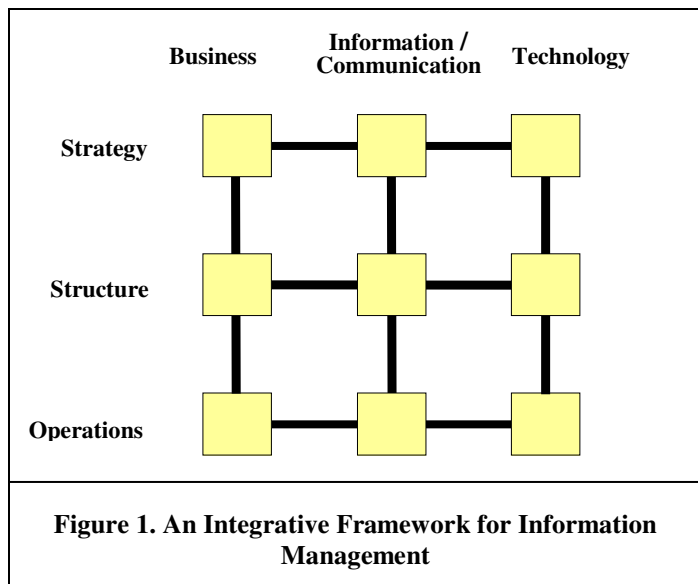 Business
Information /
Communication
Technology
Strategy
Structure
Operations
Figure 1. An Integrative Framework for Information
Management